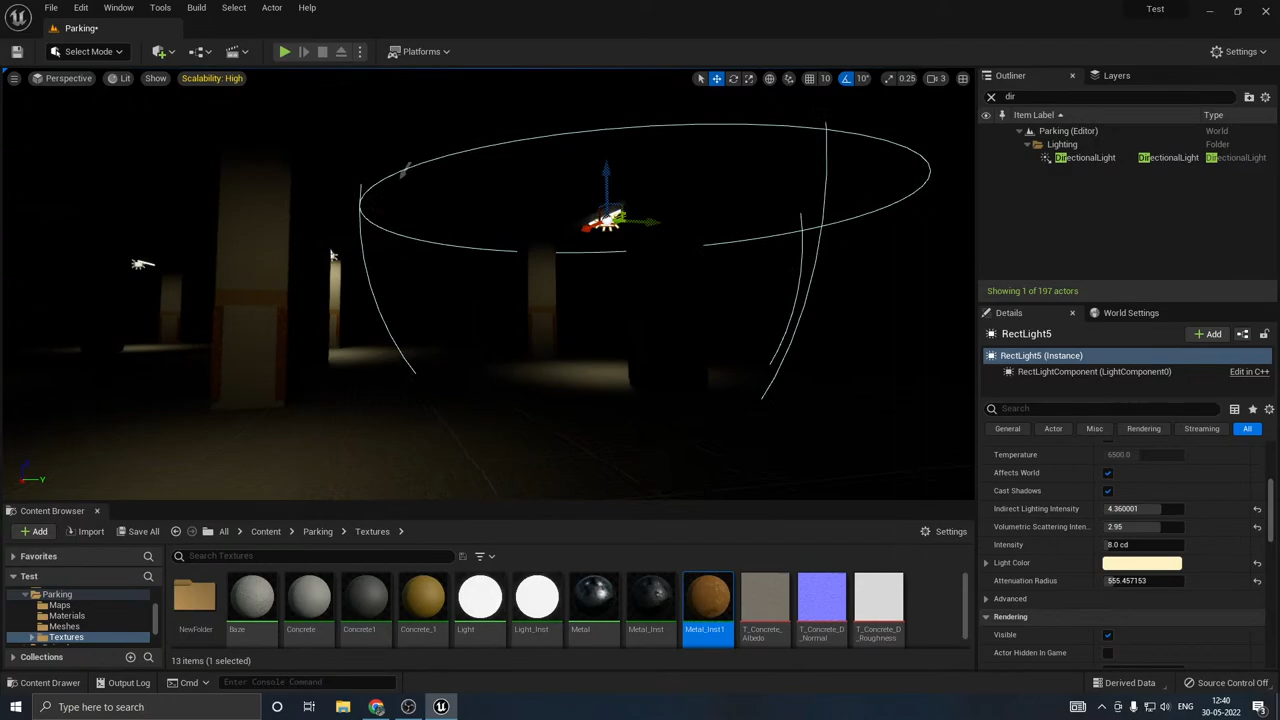 File Edit Window Tools Build Select Actor Help
Test
Parking*
Select Mode
Platforms
Settings
Perspective Lit Show Scalability: High
10 10° 0.25 3
Outliner Layers
dir
Item Label Type
Parking (Editor) World
Lighting Folder
DirectionalLight DirectionalLight DirectionalLight
Showing 1 of 197 actors
Details World Settings
RectLight5
Add
RectLight5 (Instance)
RectLightComponent (LightComponent0) Edit in C++
Search
General Actor Misc Rendering Streaming All
Temperature 6500.0
Affects World
Cast Shadows
Indirect Lighting Intensity 4.360001
Volumetric Scattering Inten... 2.95
Intensity 8.0 cd
Light Color
Attenuation Radius 555.457153
Advanced
Rendering
Visible
Actor Hidden In Game
Y
Content Browser
Add Import Save All All Content Parking Textures Settings
Favorites
Search Textures
Test
Parking
Maps
Materials
Meshes
Textures
Collections
NewFolder Baze Concrete Concrete1 Concrete_1 Light Light_Inst Metal Metal_Inst Metal_Inst1 T_Concrete_Albedo T_Concrete_D_Normal T_Concrete_D_Roughness
13 items (1 selected)
Content Drawer Output Log Cmd Enter Console Command
Derived Data Source Control Off
Type here to search
12:40
30-05-2022
3